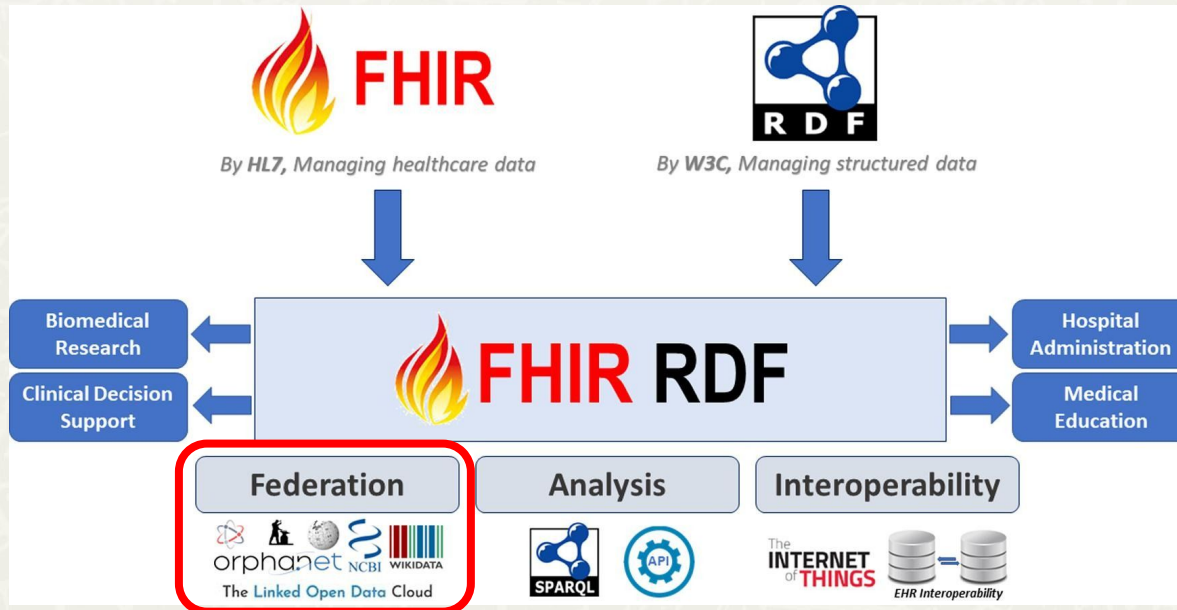 FHIR
RDF
By HL7, Managing healthcare data
By W3C, Managing structured data
Biomedical
Research
Clinical Decision
Support
FHIR RDF
Hospital
Administration
Medical
Education
Federation
Analysis
Interoperability
orphanet
NCBI
WIKIDATA
The Linked Open Data Cloud
SPARQL
API
The
INTERNET
of THINGS
EHR Interoperability